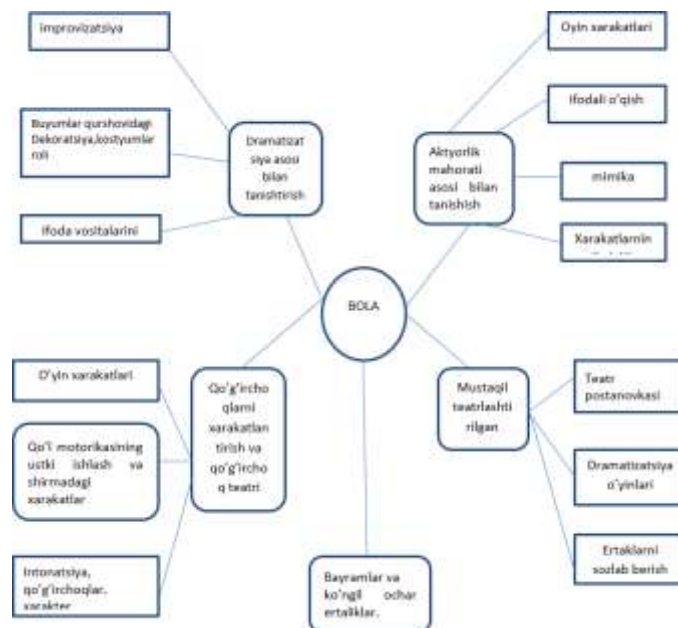 Improvizatsiya
Buyumlar qurshovidagi
Dekoratsiya,kostyumlar
roli
Ifoda vositalarini
Dramatizat
siya asosi
bilan
tanishtirish
Oyin xarakatlari
Ifodali o'qish
mimika
Xarakatlarnin
Aktyorlik
mahorati
asosi bilan
tanishish
BOLA
O'yin xarakatlari
Qo'l motorikasining
ustki ishlash va
shirmadagi
xarakatlar
Intonatsiya,
qo'g'irchoqlar.
xarakter
Qo'g'ircho
qlarni
xarakatlan
tirish va
qo'g'ircho
q teatri
Bayramlar va
ko'ngil ochar
ertaliklar.
Mustaqil
teatrlashti
rilgan
Teatr
postanovkasi
Dramatizatsiya
o'yinlari
Ertaklarni
sozlab berish